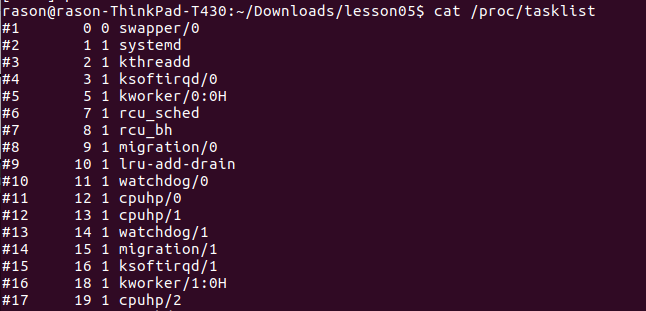 rason@rason-ThinkPad-T430:~/Downloads/lesson05$ cat /proc/tasklist
#1 0 0 swapper/0
#2 1 1 systemd
#3 2 1 kthreadd
#4 3 1 ksoftirqd/0
#5 5 1 kworker/0:0H
#6 7 1 rcu_sched
#7 8 1 rcu_bh
#8 9 1 migration/0
#9 10 1 lru-add-drain
#10 11 1 watchdog/0
#11 12 1 cpuhp/0
#12 13 1 cpuhp/1
#13 14 1 watchdog/1
#14 15 1 migration/1
#15 16 1 ksoftirqd/1
#16 18 1 kworker/1:0H
#17 19 1 cpuhp/2